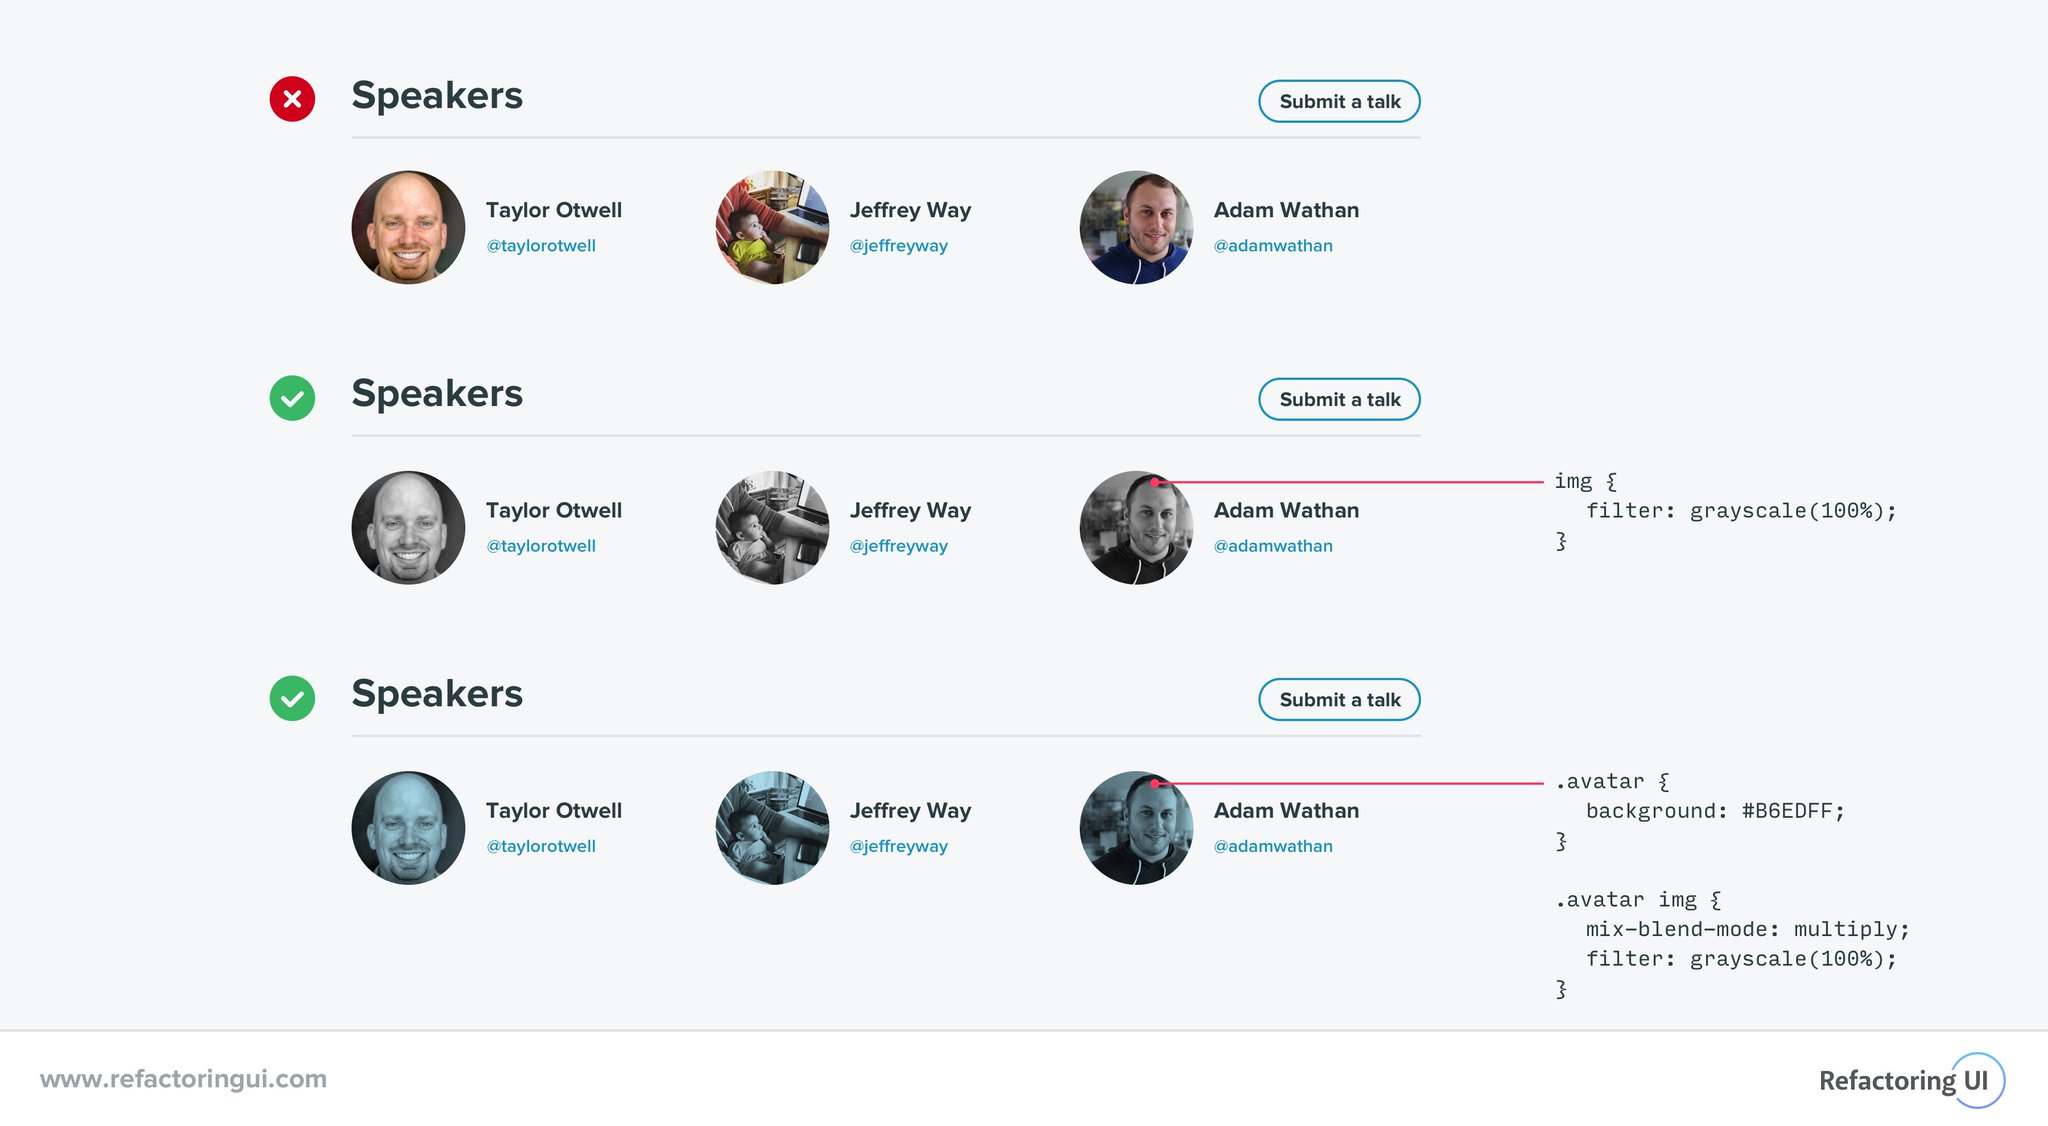 Speakers
Submit a talk
Taylor Otwell
@taylorotwell
Jeffrey Way
@jeffreyway
Adam Wathan
@adamwathan
Speakers
Submit a talk
Taylor Otwell
@taylorotwell
Jeffrey Way
@jeffreyway
Adam Wathan
@adamwathan
img {
filter: grayscale(100%);
}
Speakers
Submit a talk
Taylor Otwell
@taylorotwell
Jeffrey Way
@jeffreyway
Adam Wathan
@adamwathan
.avatar {
background: #B6EDFF;
}
.avatar img {
mix-blend-mode: multiply;
filter: grayscale(100%);
}
www.refactoringui.com
Refactoring UI